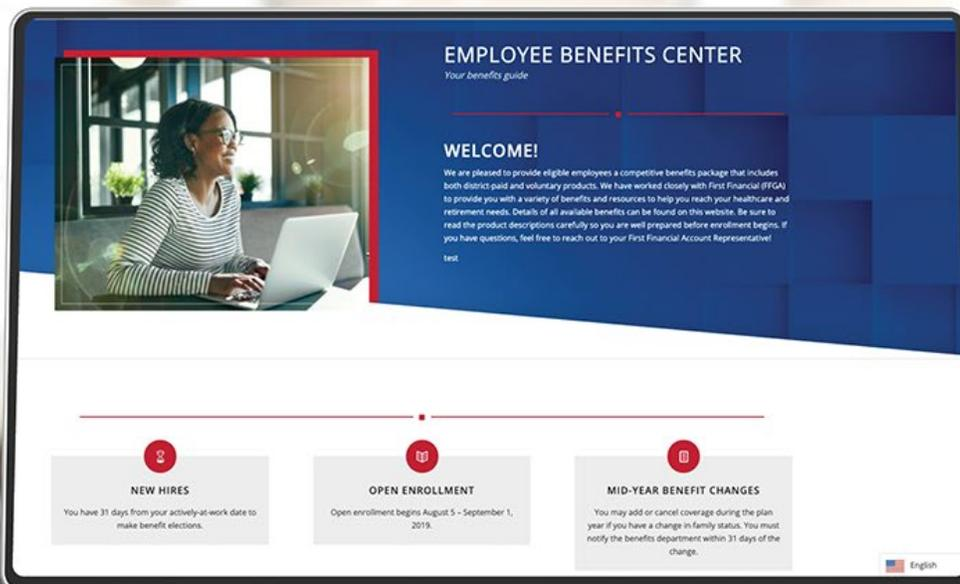 EMPLOYEE BENEFITS CENTER
Your benefits guide
WELCOME!
We are pleased to provide eligible employees a competitive benefits package that includes
both district-paid and voluntary products. We have worked closely with First Financial (FFGA)
to provide you with a variety of benefits and resources to help you reach your healthcare and
retirement needs. Details of all available benefits can be found on this website. Be sure to
read the product descriptions carefully so you are well prepared before enrollment begins. If
you have questions, feel free to reach out to your First Financial Account Representative!
test
NEW HIRES
You have 31 days from your actively-at-work date to
make benefit elections.
OPEN ENROLLMENT
Open enrollment begins August 5 – September 1,
2019.
MID-YEAR BENEFIT CHANGES
You may add or cancel coverage during the plan
year if you have a change in family status. You must
notify the benefits department within 31 days of the
change.
English